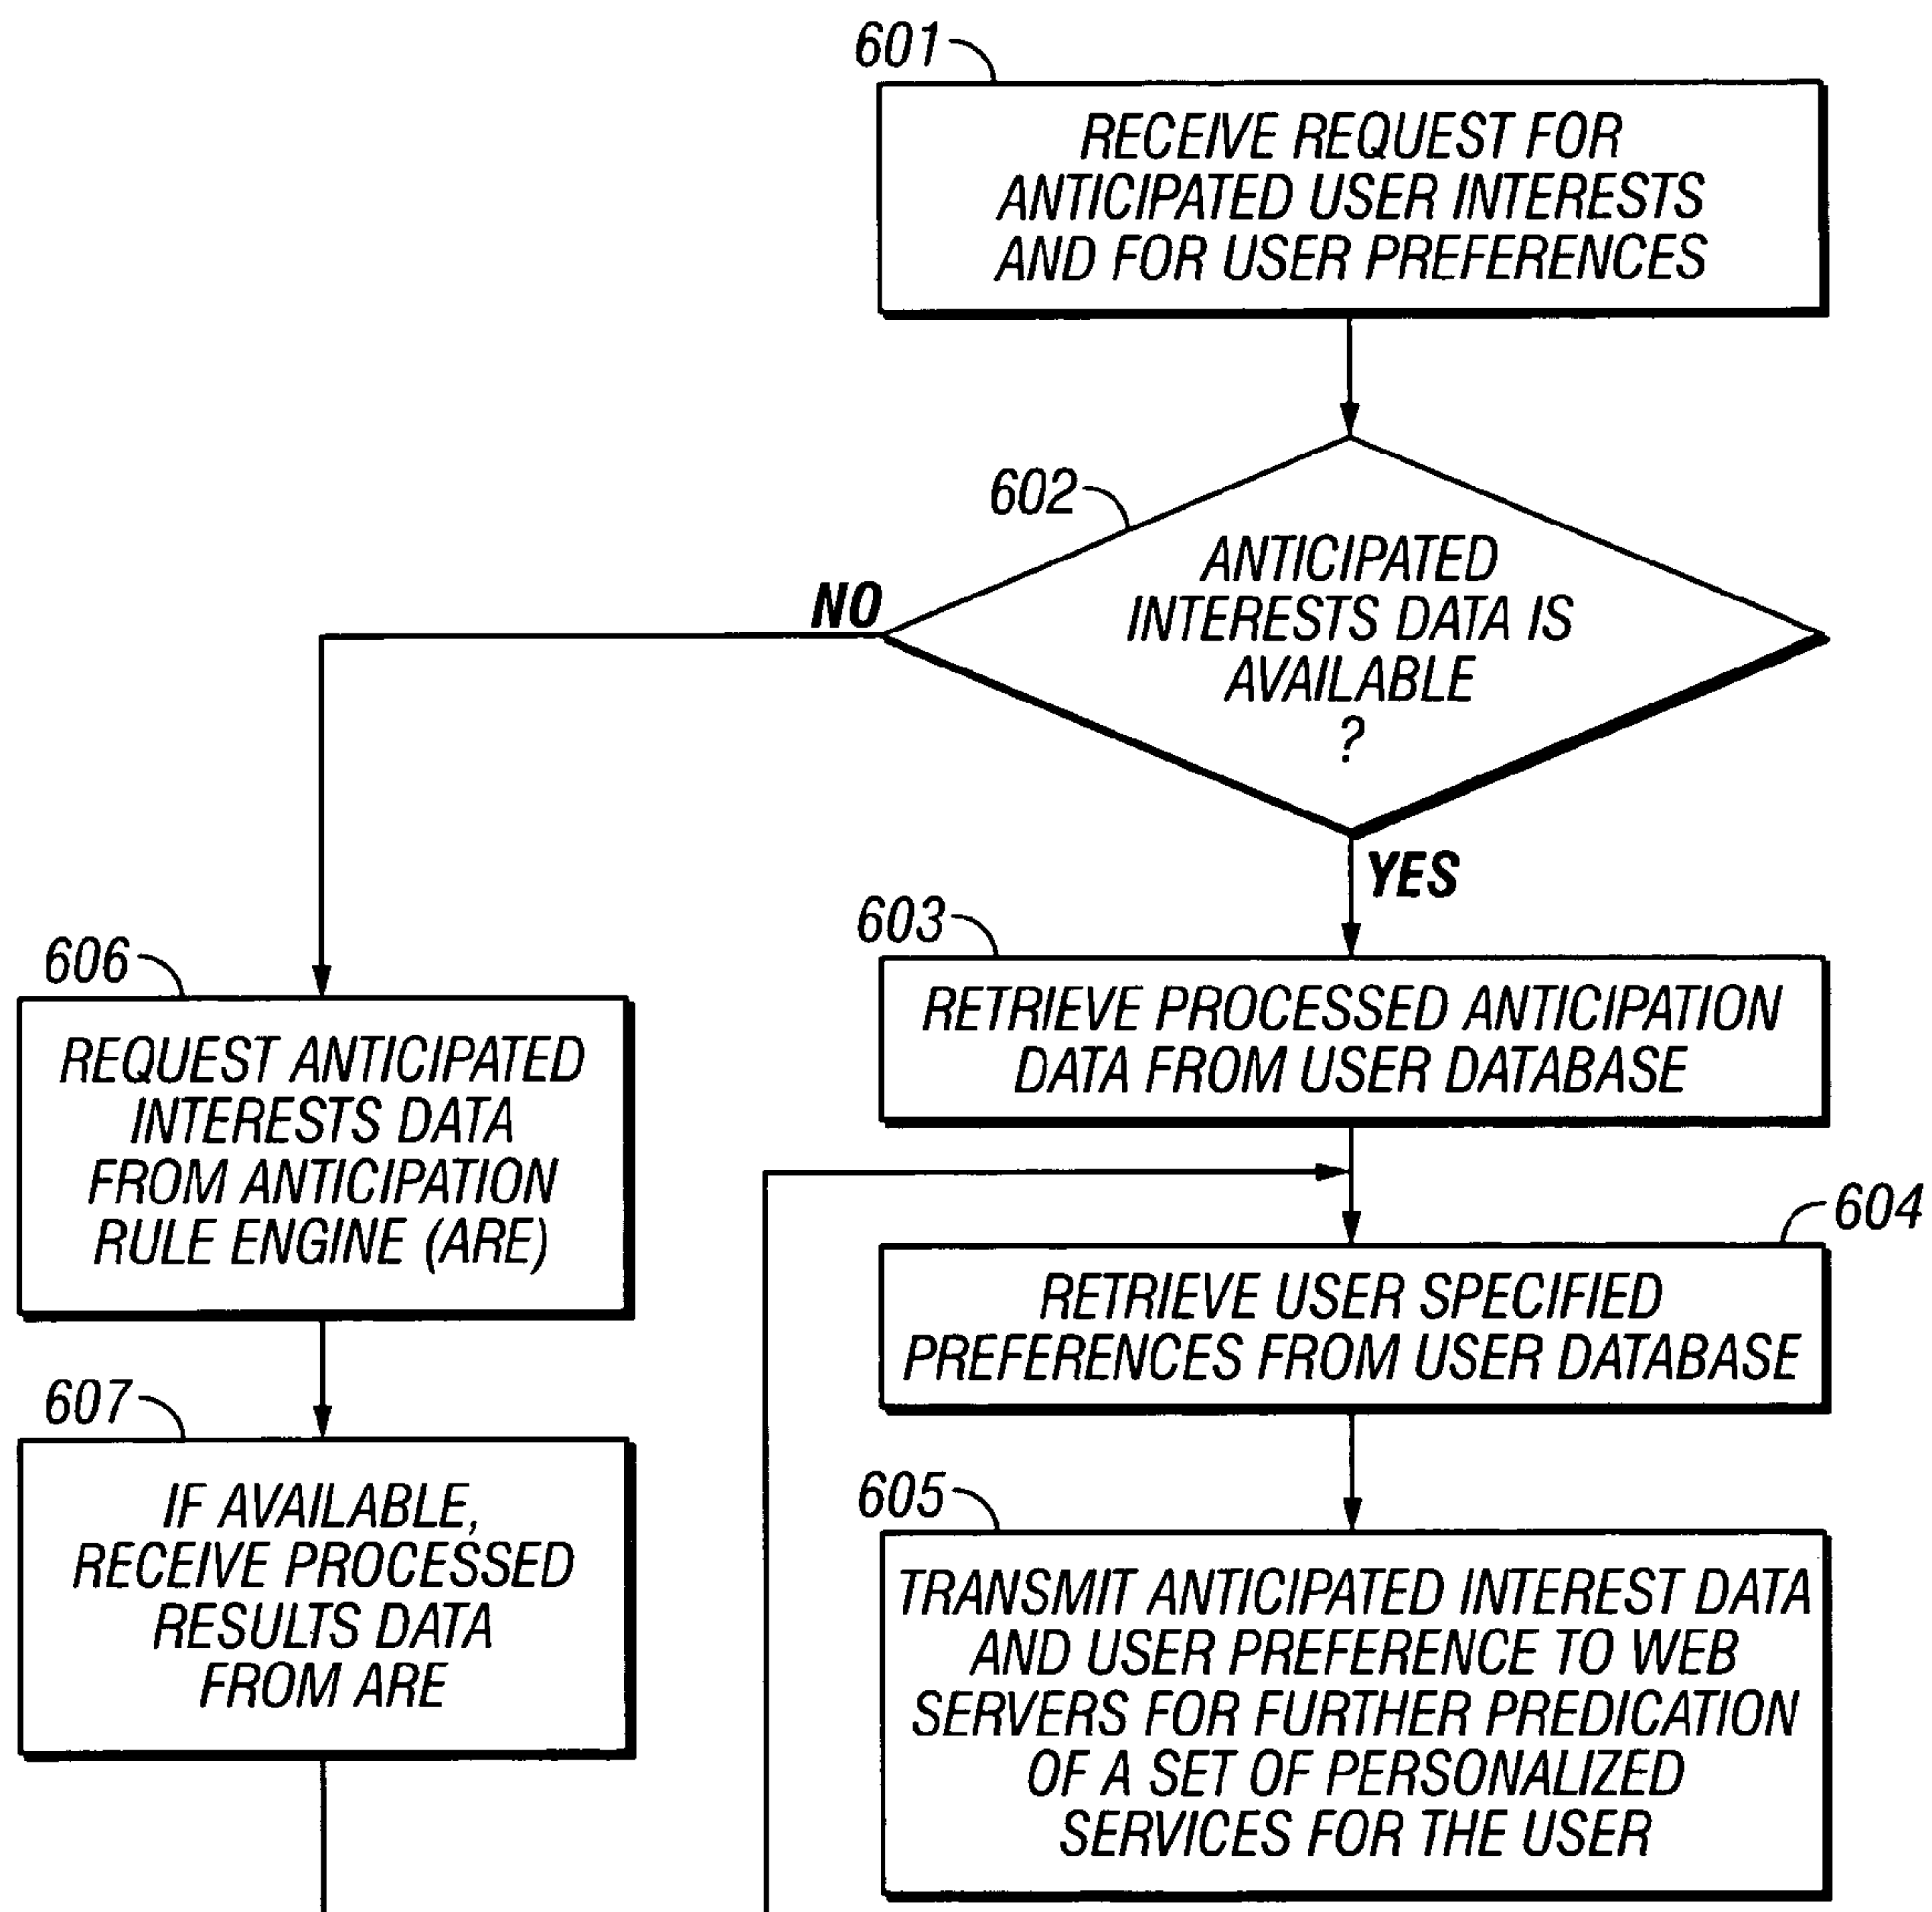 601
RECEIVE REQUEST FOR
ANTICIPATED USER INTERESTS
AND FOR USER PREFERENCES
602
ANTICIPATED
INTERESTS DATA IS
AVAILABLE
?
NO
YES
603
RETRIEVE PROCESSED ANTICIPATION
DATA FROM USER DATABASE
606
REQUEST ANTICIPATED
INTERESTS DATA
FROM ANTICIPATION
RULE ENGINE (ARE)
604
RETRIEVE USER SPECIFIED
PREFERENCES FROM USER DATABASE
607
IF AVAILABLE,
RECEIVE PROCESSED
RESULTS DATA
FROM ARE
605
TRANSMIT ANTICIPATED INTEREST DATA
AND USER PREFERENCE TO WEB
SERVERS FOR FURTHER PREDICATION
OF A SET OF PERSONALIZED
SERVICES FOR THE USER